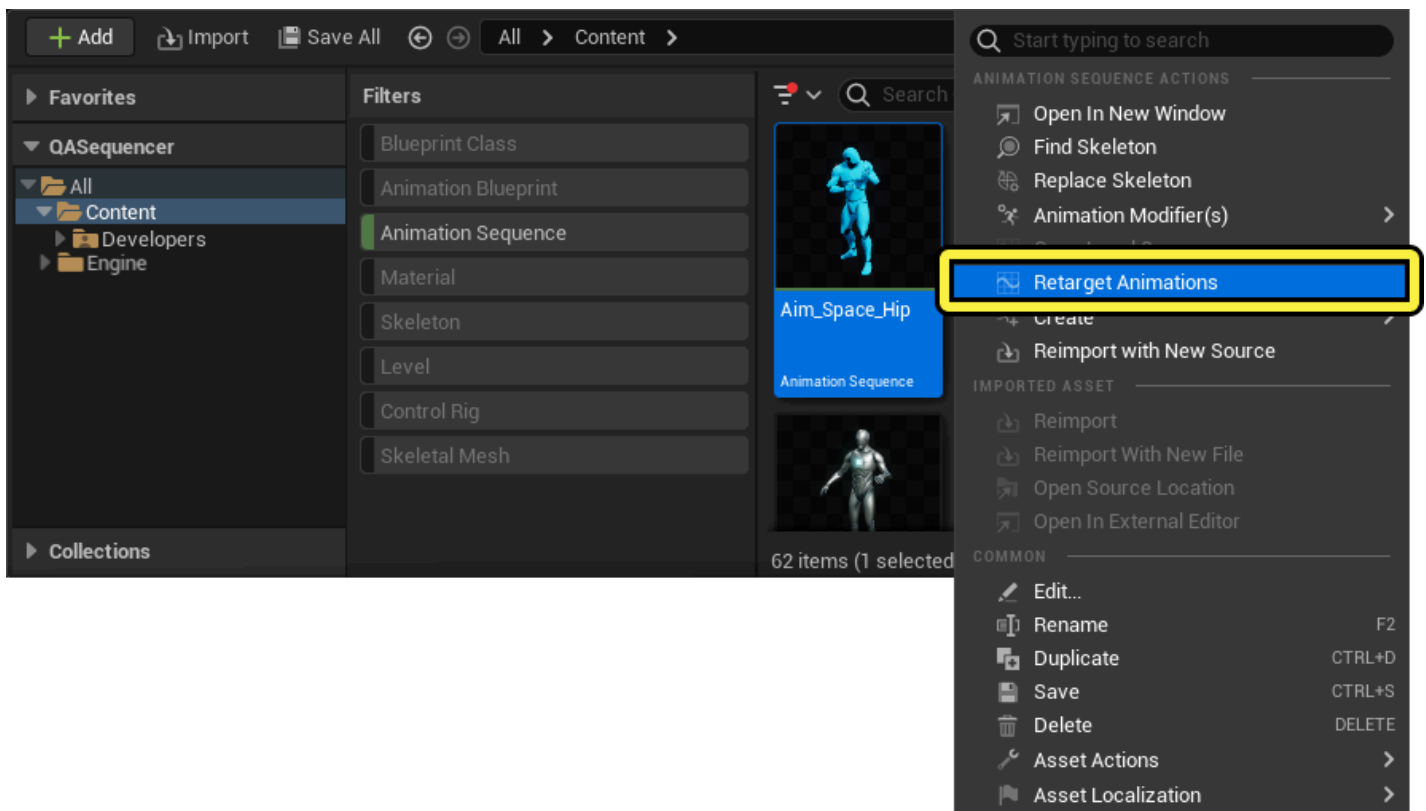 Add
Import
Save All
All
Content
Favorites
QASequencer
All
Content
Developers
Engine
Collections
Filters
Blueprint Class
Animation Blueprint
Animation Sequence
Material
Skeleton
Level
Control Rig
Skeletal Mesh
Search
Aim_Space_Hip
Animation Sequence
62 items (1 selected
Start typing to search
ANIMATION SEQUENCE ACTIONS
Open In New Window
Find Skeleton
Replace Skeleton
Animation Modifier(s)
Retarget Animations
Create
Reimport with New Source
IMPORTED ASSET
Reimport
Reimport With New File
Open Source Location
Open In External Editor
COMMON
Edit...
Rename F2
Duplicate CTRL+D
Save CTRL+S
Delete DELETE
Asset Actions
Asset Localization